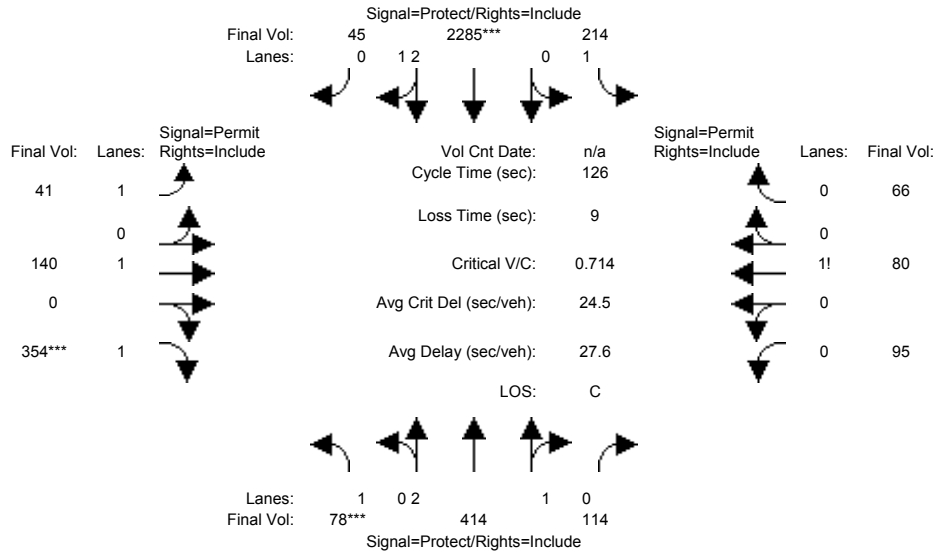 Signal=Protect/Rights=Include
Final Vol: 45 2285*** 214
Lanes: 0 1 2 0 1
Signal=Permit
Final Vol: Lanes: Rights=Include
Vol Cnt Date: n/a
Signal=Permit
Rights=Include Lanes: Final Vol:
Cycle Time (sec): 126
41 1
0 66
Loss Time (sec): 9
0
0
140 1
Critical V/C: 0.714
1! 80
0
Avg Crit Del (sec/veh): 24.5
0
354*** 1
Avg Delay (sec/veh): 27.6
0 95
LOS: C
Lanes: 1 0 2 1 0
Final Vol: 78*** 414 114
Signal=Protect/Rights=Include